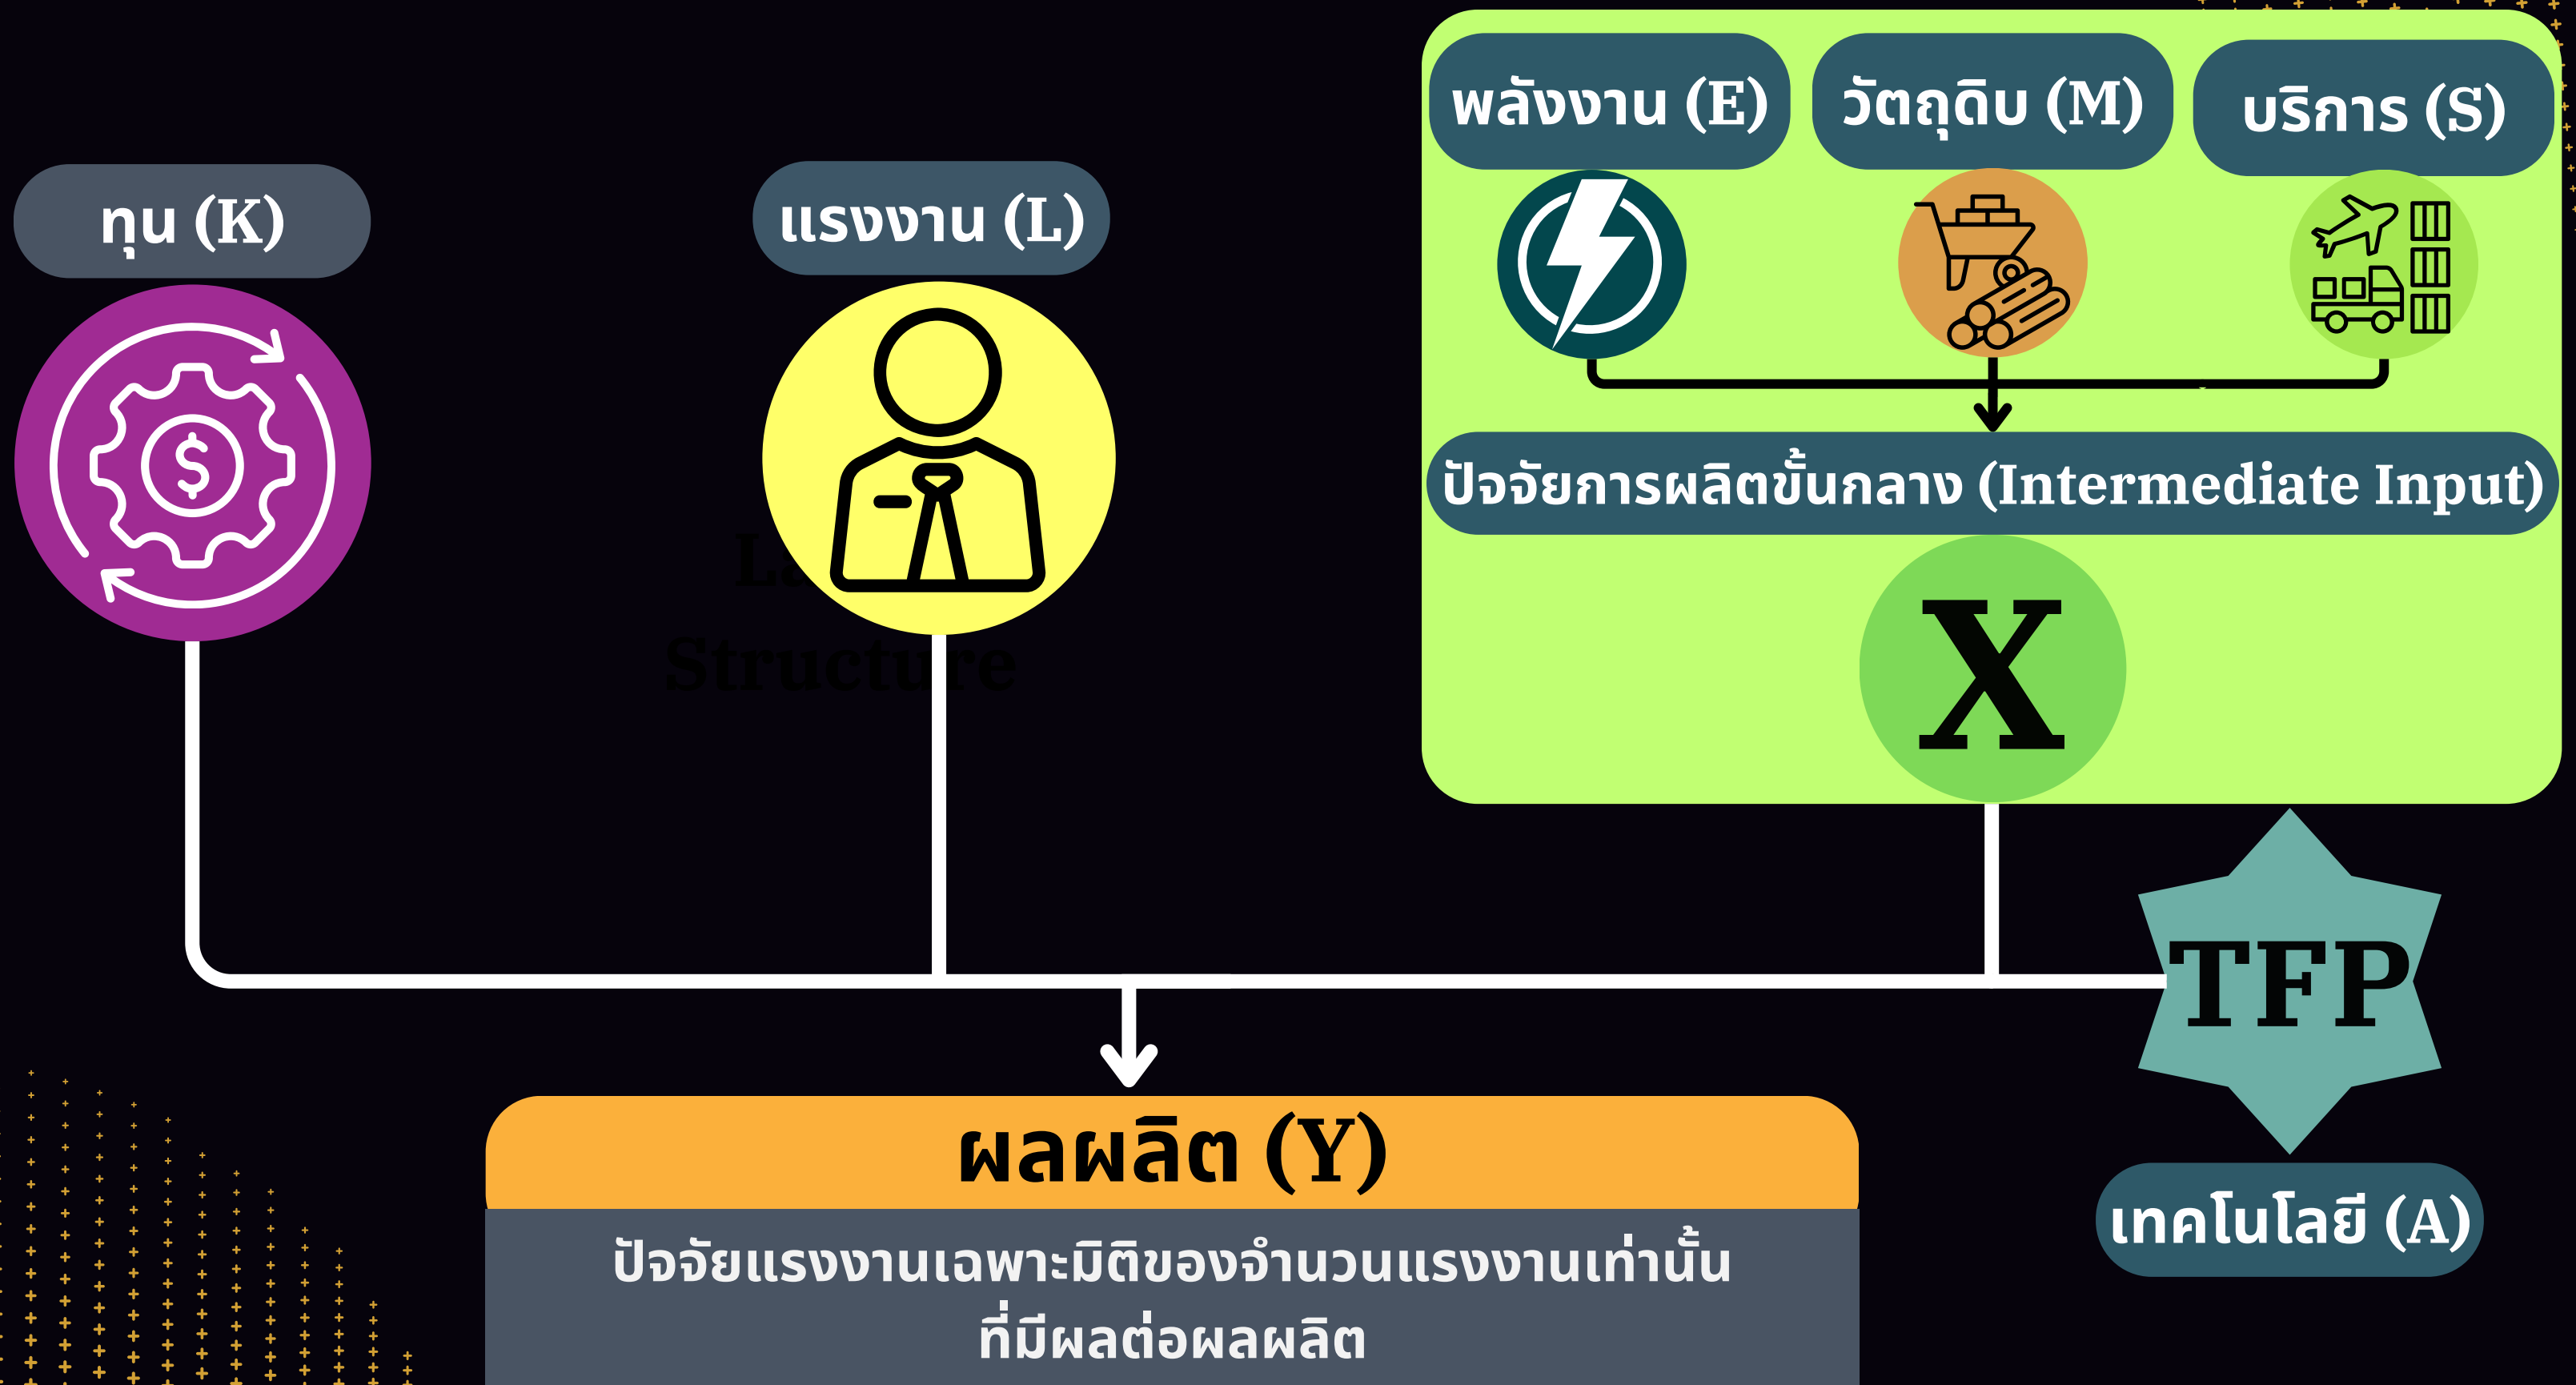 พลังงาน (E)
วัตถุดิบ (M)
บริการ (S)
ทุน (K)
แรงงาน (L)
ปัจจัยการผลิตขั้นกลาง (Intermediate Input)
Structure
X
TFP
ผลผลิต (Y)
เทคโนโลยี (A)
ปัจจัยแรงงานเฉพาะมิติของจำนวนแรงงานเท่านั้น
ที่มีผลต่อผลผลิต